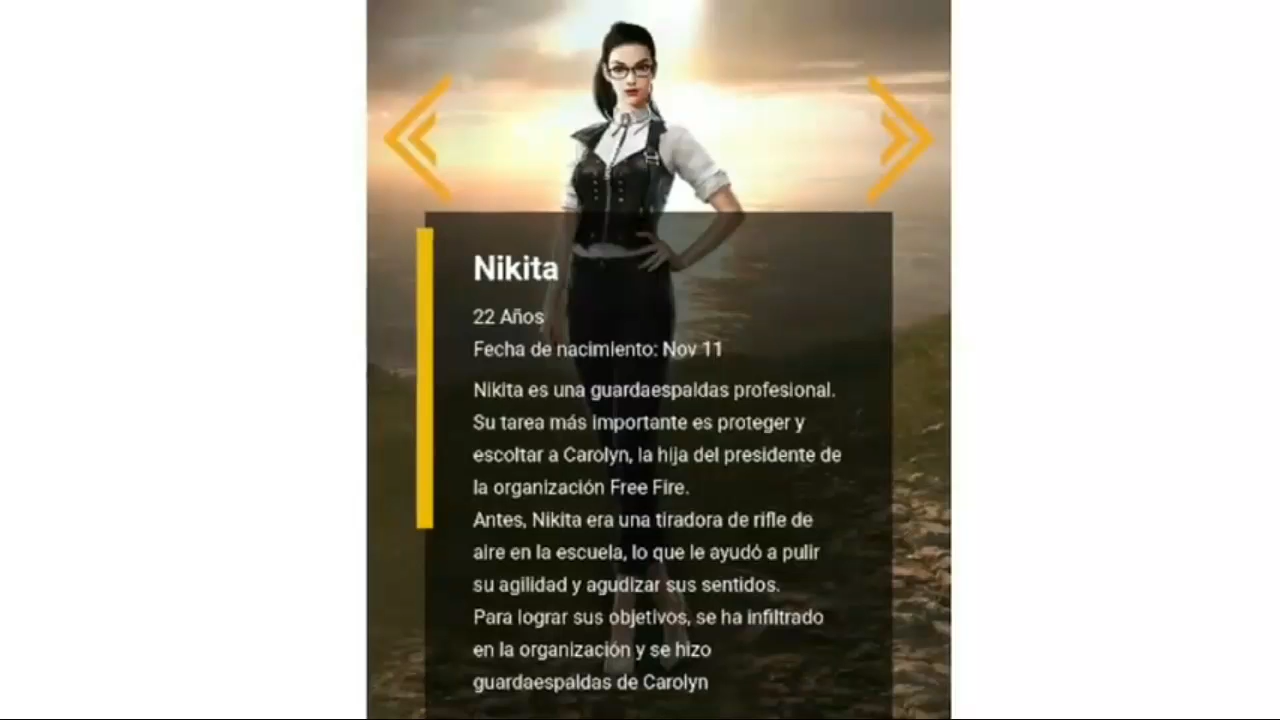 Nikita
22 Años
Fecha de nacimiento: Nov 11
Nikita es una guardaespaldas profesional.
Su tarea más importante es proteger y
escoltar a Carolyn, la hija del presidente de
la organización Free Fire.
Antes, Nikita era una tiradora de rifle de
aire en la escuela, lo que le ayudó a pulir
su agilidad y agudizar sus sentidos.
Para lograr sus objetivos, se ha infiltrado
en la organización y se hizo
guardaespaldas de Carolyn